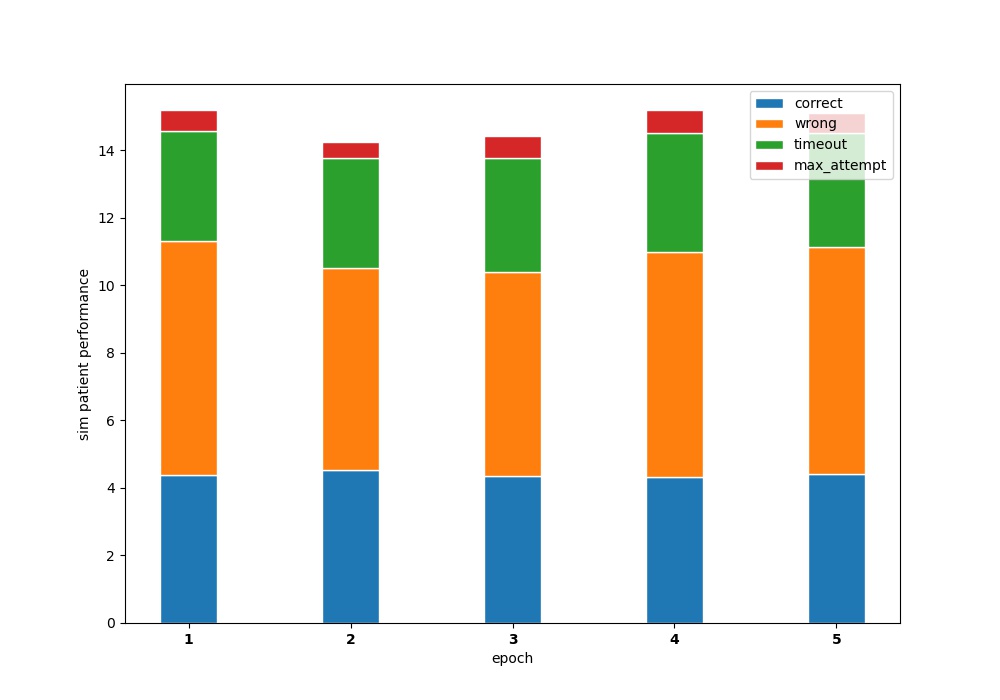 correct
wrong
timeout
max_attempt
sim patient performance
14
12
10
8
6
4
2
0
1 2 3 4 5
epoch